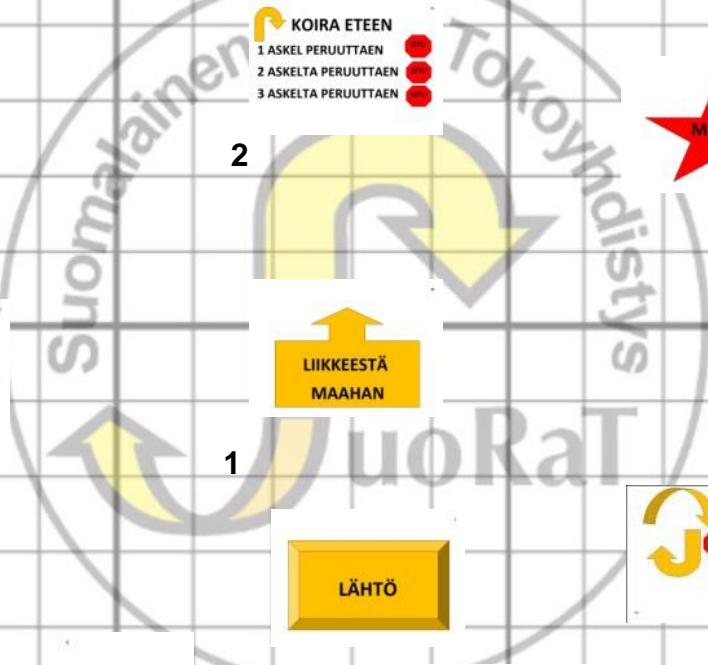 KOIRA ETEEN
1 ASKEL PERUUTTAEN
2 ASKELTA PERUUTTAEN
3 ASKELTA PERUUTTAEN
2
Suomalainen Tokoyhdistys
LIIKKEESTÄ
MAAHAN
1
uoRaT
LÄHTÖ